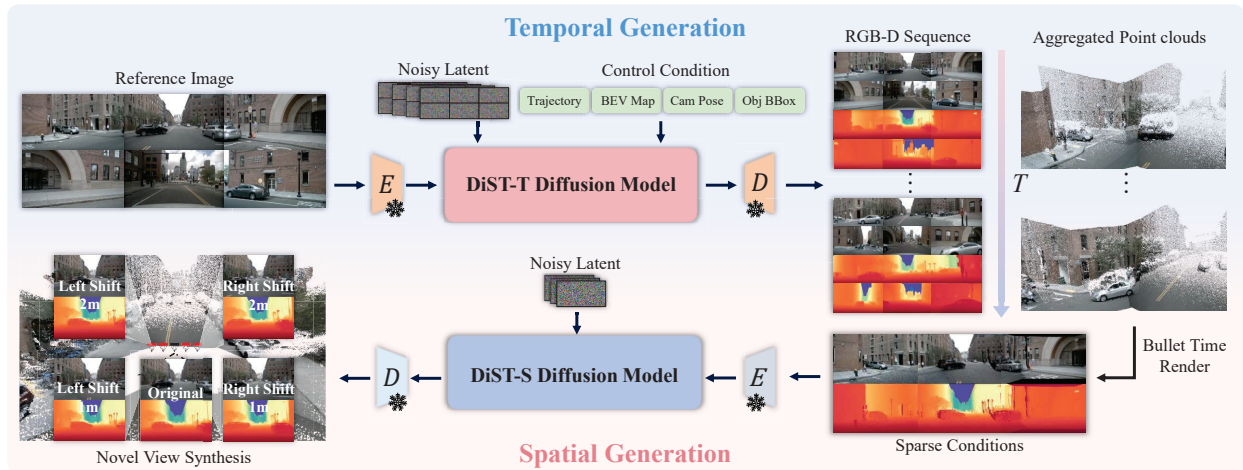 Temporal Generation
Reference Image
Noisy Latent
Control Condition
Trajectory
BEV Map
Cam Pose
Obj BBox
RGB-D Sequence
Aggregated Point clouds
E
DiST-T Diffusion Model
D
T
Noisy Latent
Left Shift
2m
Right Shift
2m
Left Shift
1m
Original
Right Shift
1m
D
DiST-S Diffusion Model
E
Bullet Time
Render
Novel View Synthesis
Spatial Generation
Sparse Conditions